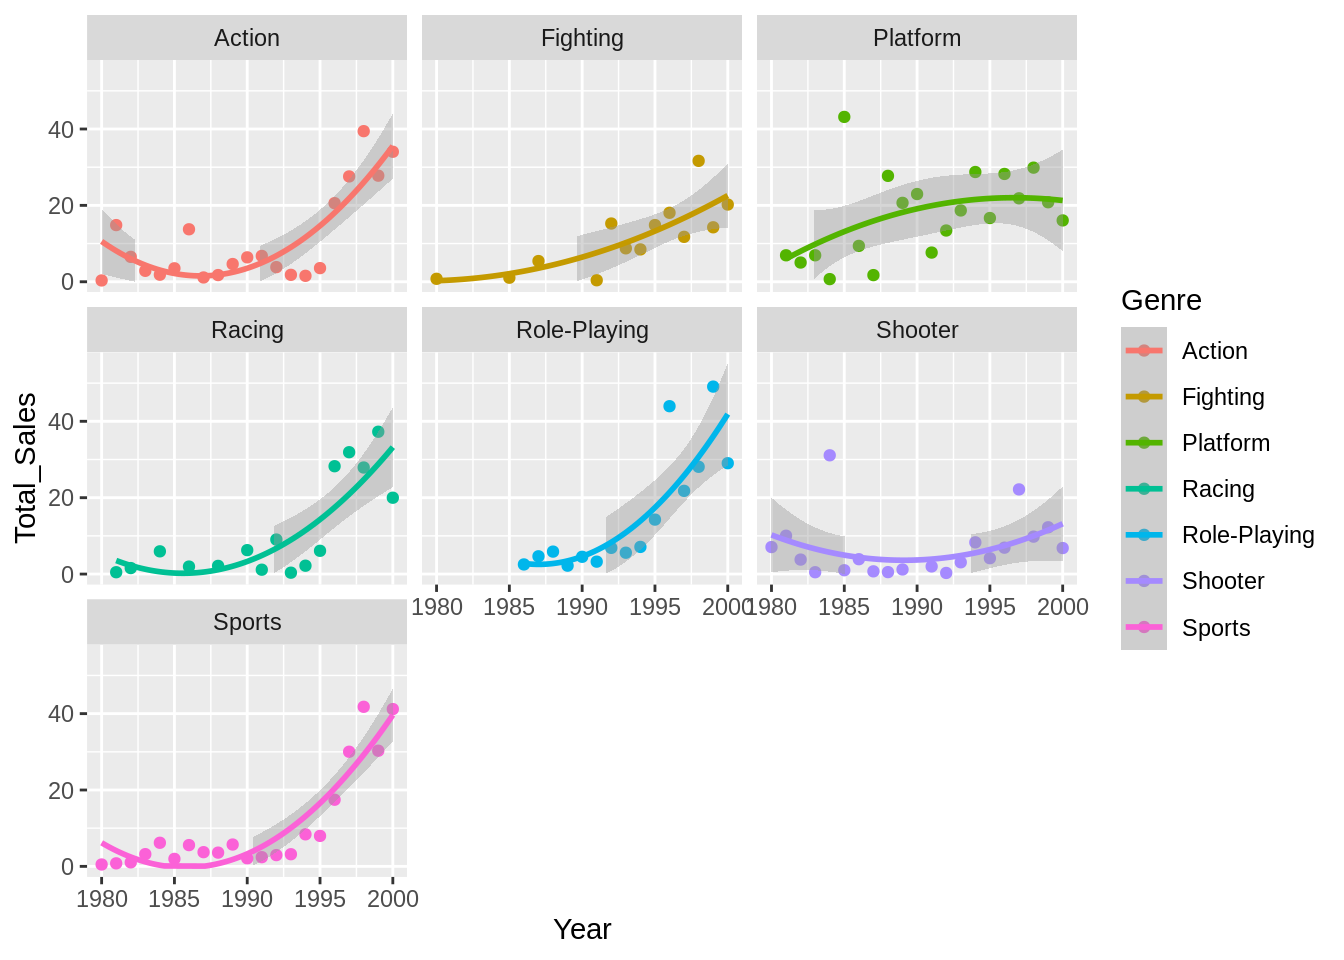 Action Fighting Platform
40
20
0
Racing Role-Playing Shooter
40
20
0
1980 1985 1990 1995 2000 1980 1985 1990 1995 2000
Sports
40
20
0
1980 1985 1990 1995 2000
Year
Total_Sales
Genre
Action
Fighting
Platform
Racing
Role-Playing
Shooter
Sports